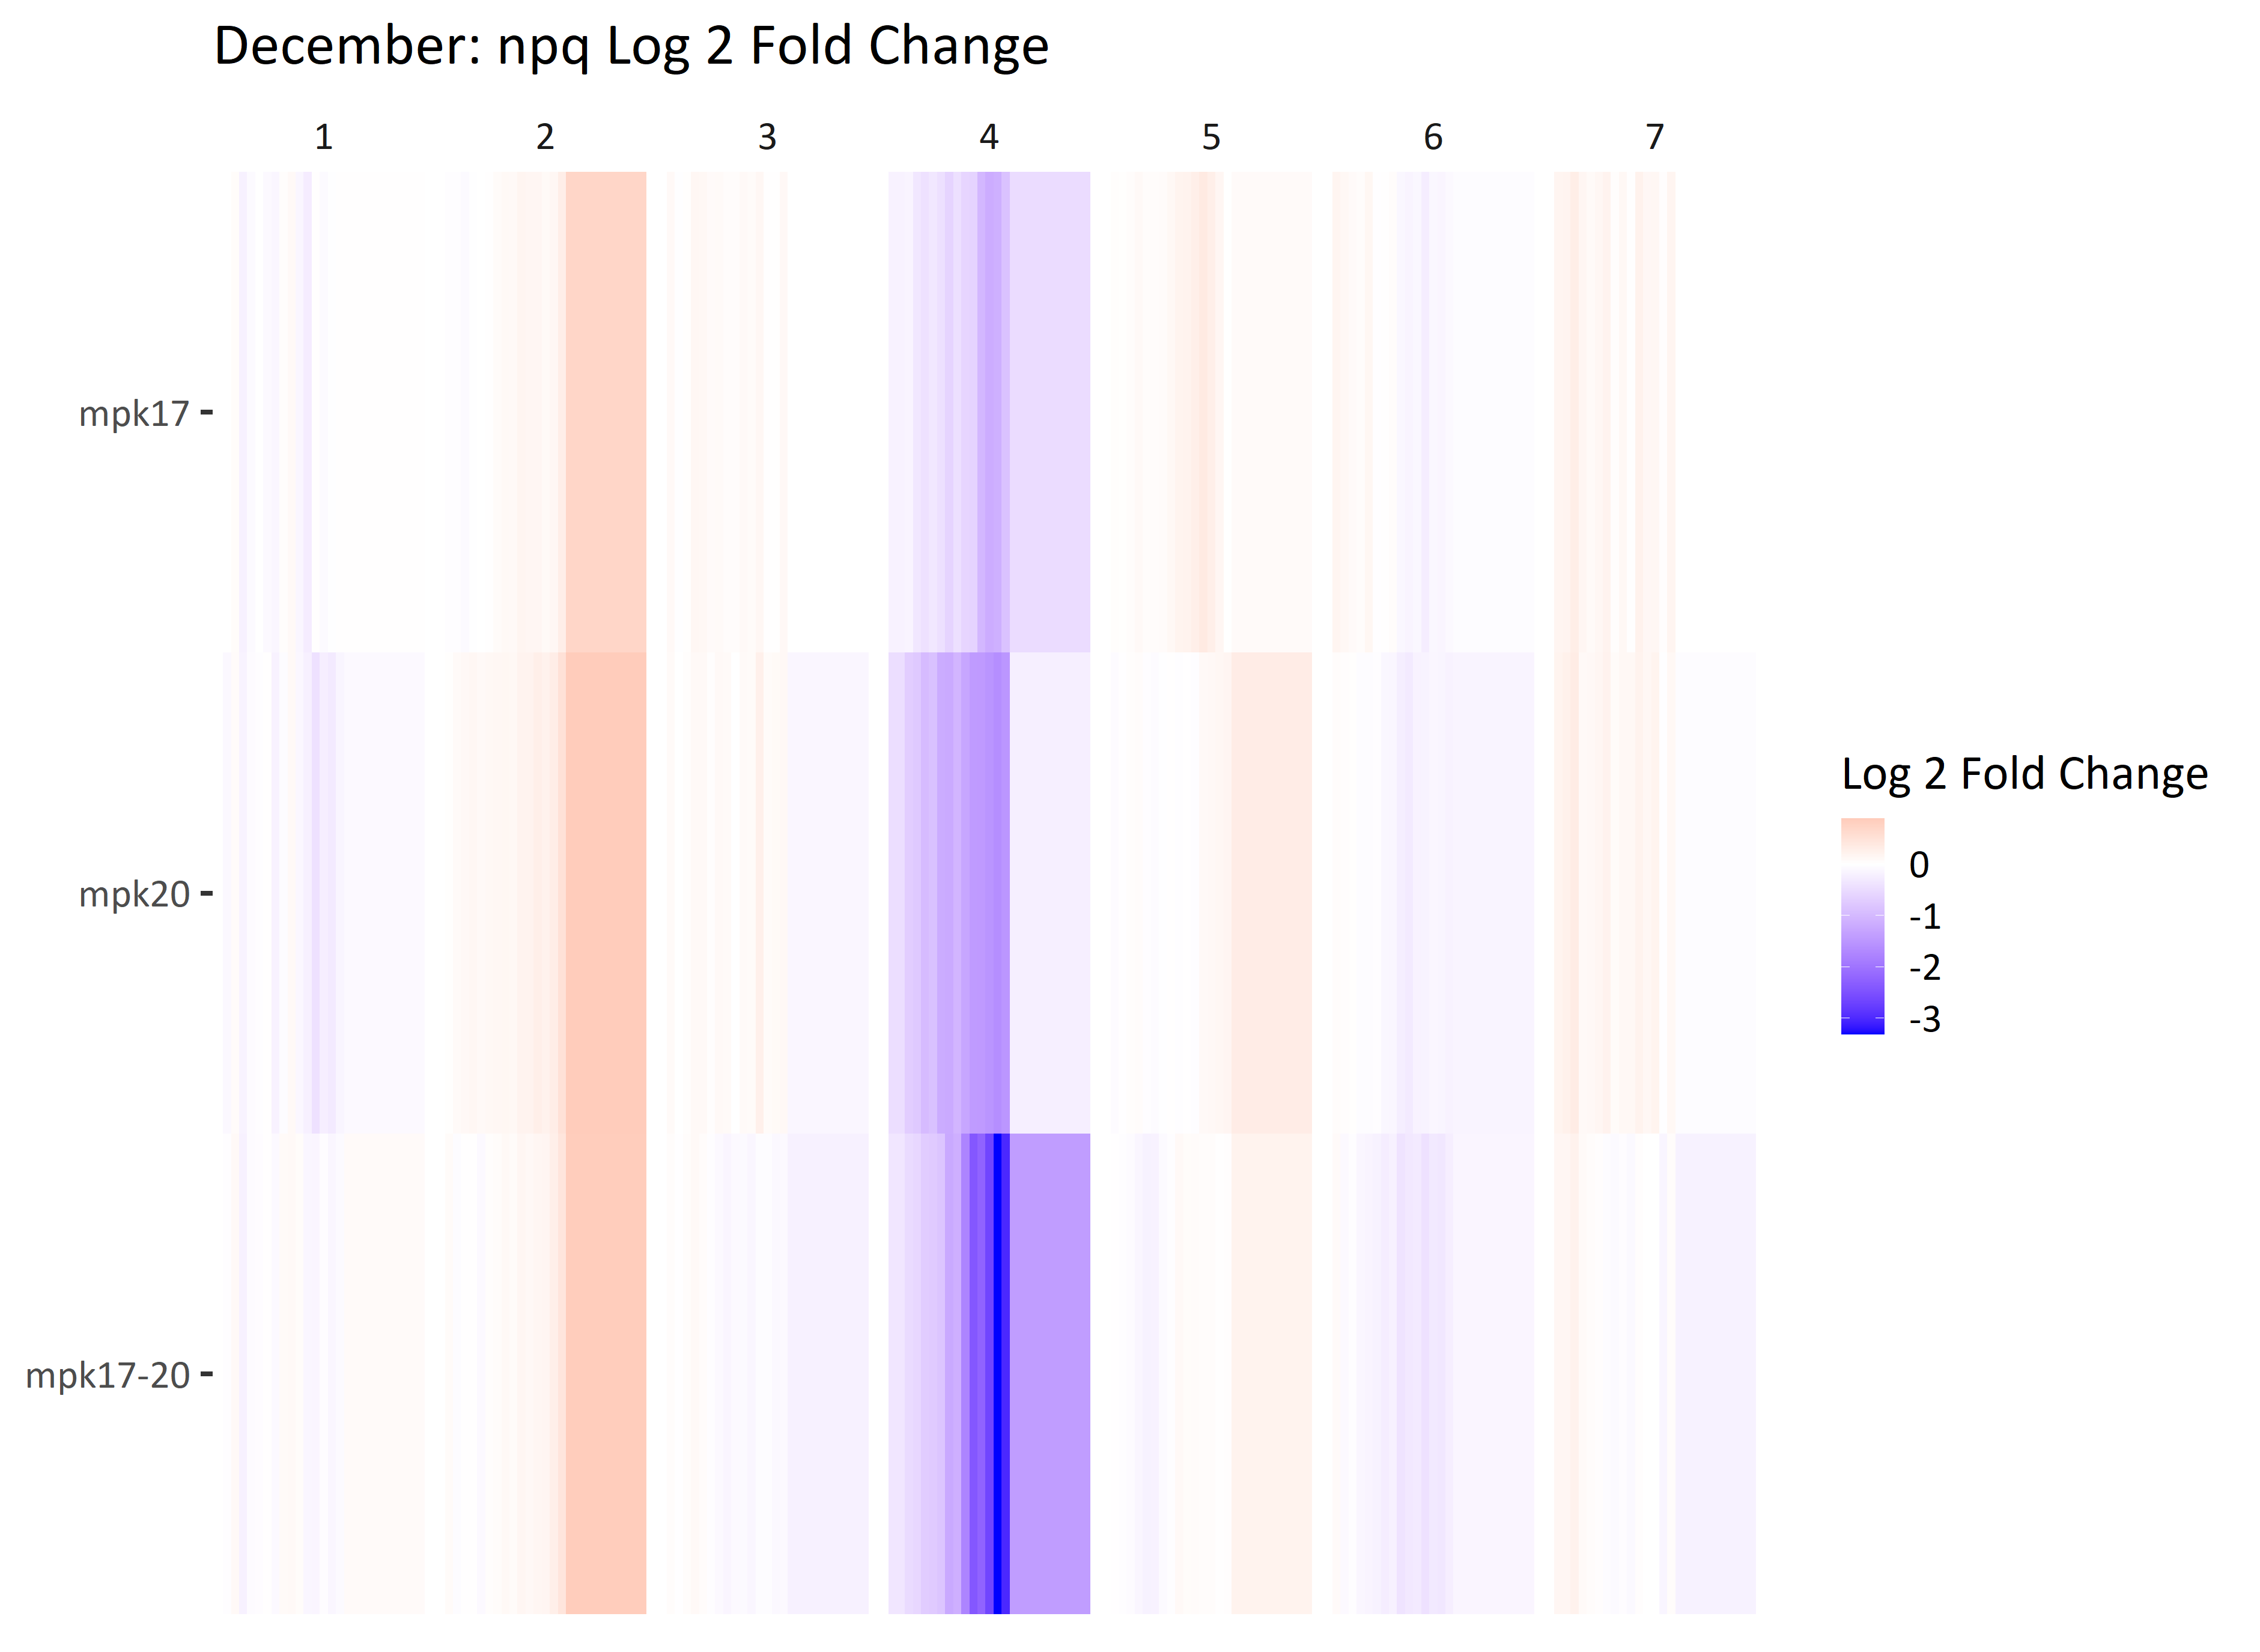 December: npq Log 2 Fold Change
1 2 3 4 5 6 7
mpk17
mpk20
mpk17-20
Log 2 Fold Change
0
-1
-2
-3